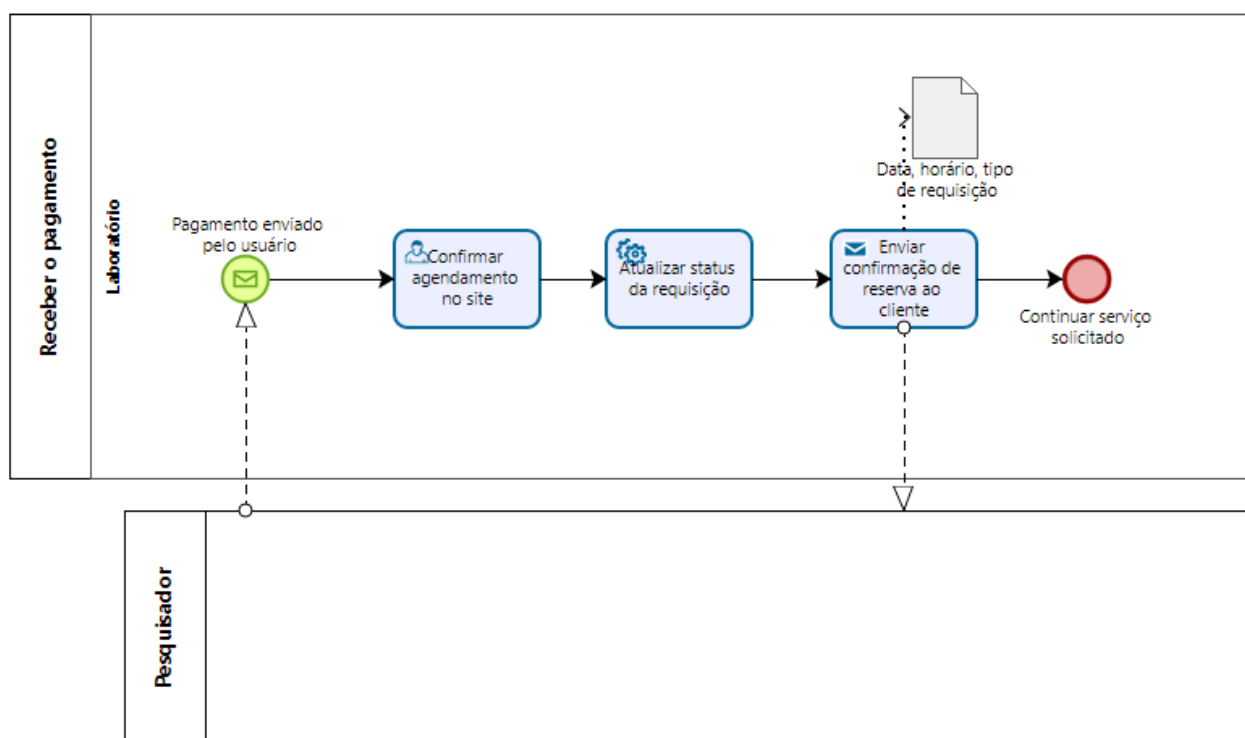 Receber o pagamento
Laboratório
Pagamento enviado
pelo usuário
Confirmar
agendamento
no site
Atualizar status
da requisição
Enviar
confirmação de
reserva ao
cliente
Data, horário, tipo
de requisição
Continuar serviço
solicitado
Pesquisador